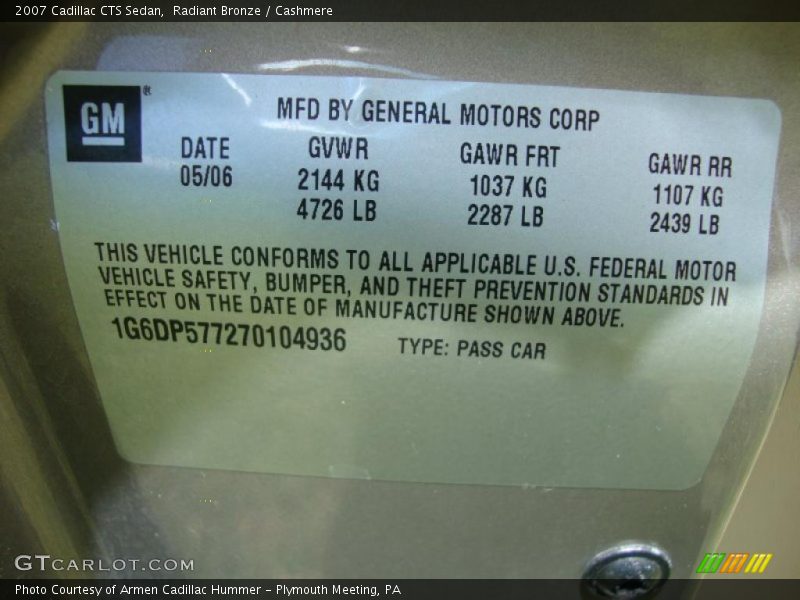 2007 Cadillac CTS Sedan, Radiant Bronze / Cashmere
GM®
MFD BY GENERAL MOTORS CORP
DATE GVWR GAWR FRT GAWR RR
05/06 2144 KG 1037 KG 1107 KG
4726 LB 2287 LB 2439 LB
THIS VEHICLE CONFORMS TO ALL APPLICABLE U.S. FEDERAL MOTOR
VEHICLE SAFETY, BUMPER, AND THEFT PREVENTION STANDARDS IN
EFFECT ON THE DATE OF MANUFACTURE SHOWN ABOVE.
1G6DP577270104936 TYPE: PASS CAR
GTCARLOT.COM
Photo Courtesy of Armen Cadillac Hummer – Plymouth Meeting, PA